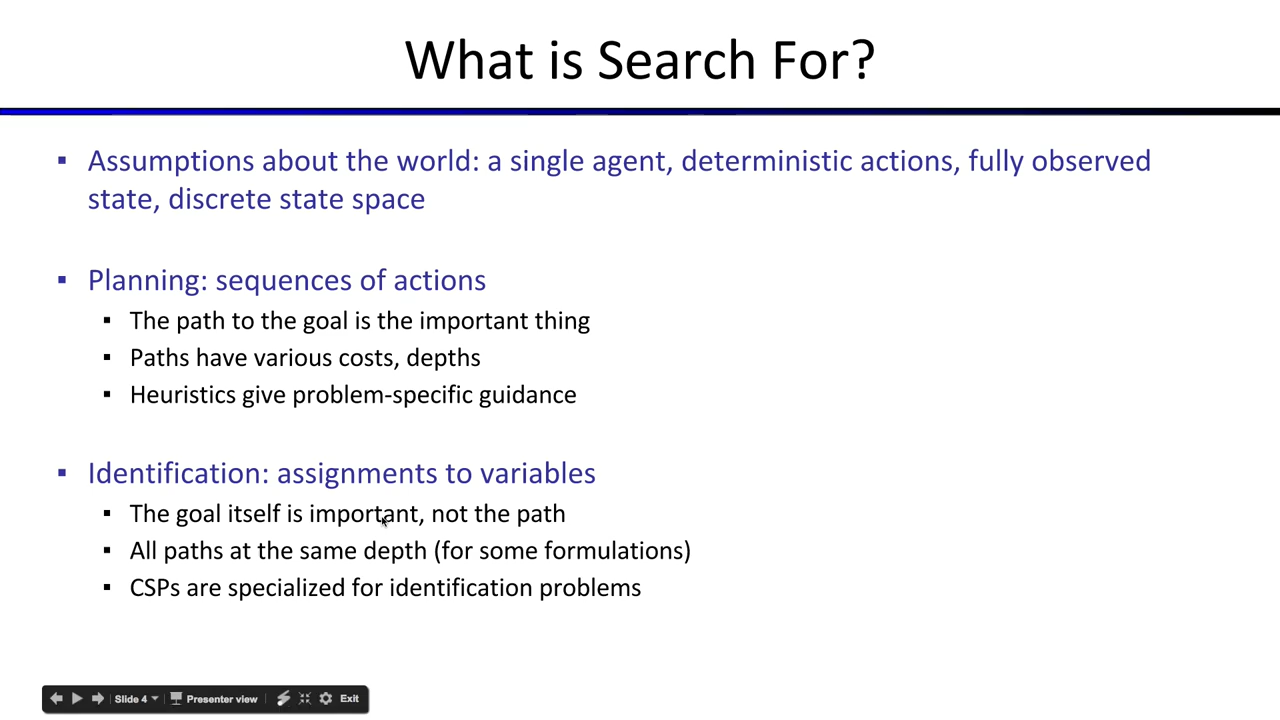 What is Search For?
▪ Assumptions about the world: a single agent, deterministic actions, fully observed
state, discrete state space
▪ Planning: sequences of actions
▪ The path to the goal is the important thing
▪ Paths have various costs, depths
▪ Heuristics give problem-specific guidance
▪ Identification: assignments to variables
▪ The goal itself is important, not the path
▪ All paths at the same depth (for some formulations)
▪ CSPs are specialized for identification problems
Slide 4 Presenter view Exit